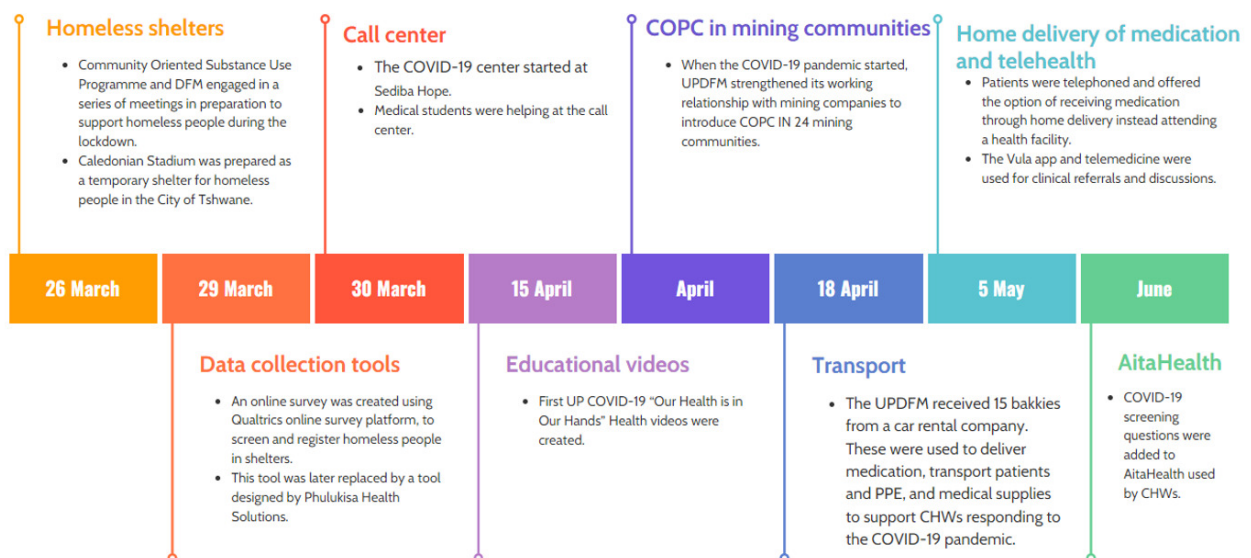 Homeless shelters
• Community Oriented Substance Use
Programme and DFM engaged in a
series of meetings in preparation to
support homeless people during the
lockdown.
• Caledonian Stadium was prepared as
a temporary shelter for homeless
people in the City of Tshwane.
Call center
• The COVID-19 center started at
Sediba Hope.
• Medical students were helping at the call
center.
COPC in mining communities
• When the COVID-19 pandemic started,
UPDFM strengthened its working
relationship with mining companies to
introduce COPC IN 24 mining
communities.
Home delivery of medication
and telehealth
• Patients were telephoned and offered
the option of receiving medication
through home delivery instead attending
a health facility.
• The Vula app and telemedicine were
used for clinical referrals and discussions.
26 March
29 March
30 March
15 April
April
18 April
5 May
June
Data collection tools
• An online survey was created using
Qualtrics online survey platform, to
screen and register homeless people
in shelters.
• This tool was later replaced by a tool
designed by Phulukisa Health
Solutions.
Educational videos
• First UP COVID-19 “Our Health is in
Our Hands” Health videos were
created.
Transport
• The UPDFM received 15 bakkies
from a car rental company.
These were used to deliver
medication, transport patients
and PPE, and medical supplies
to support CHWs responding to
the COVID-19 pandemic.
AitaHealth
• COVID-19
screening
questions were
added to
AitaHealth used
by CHWs.